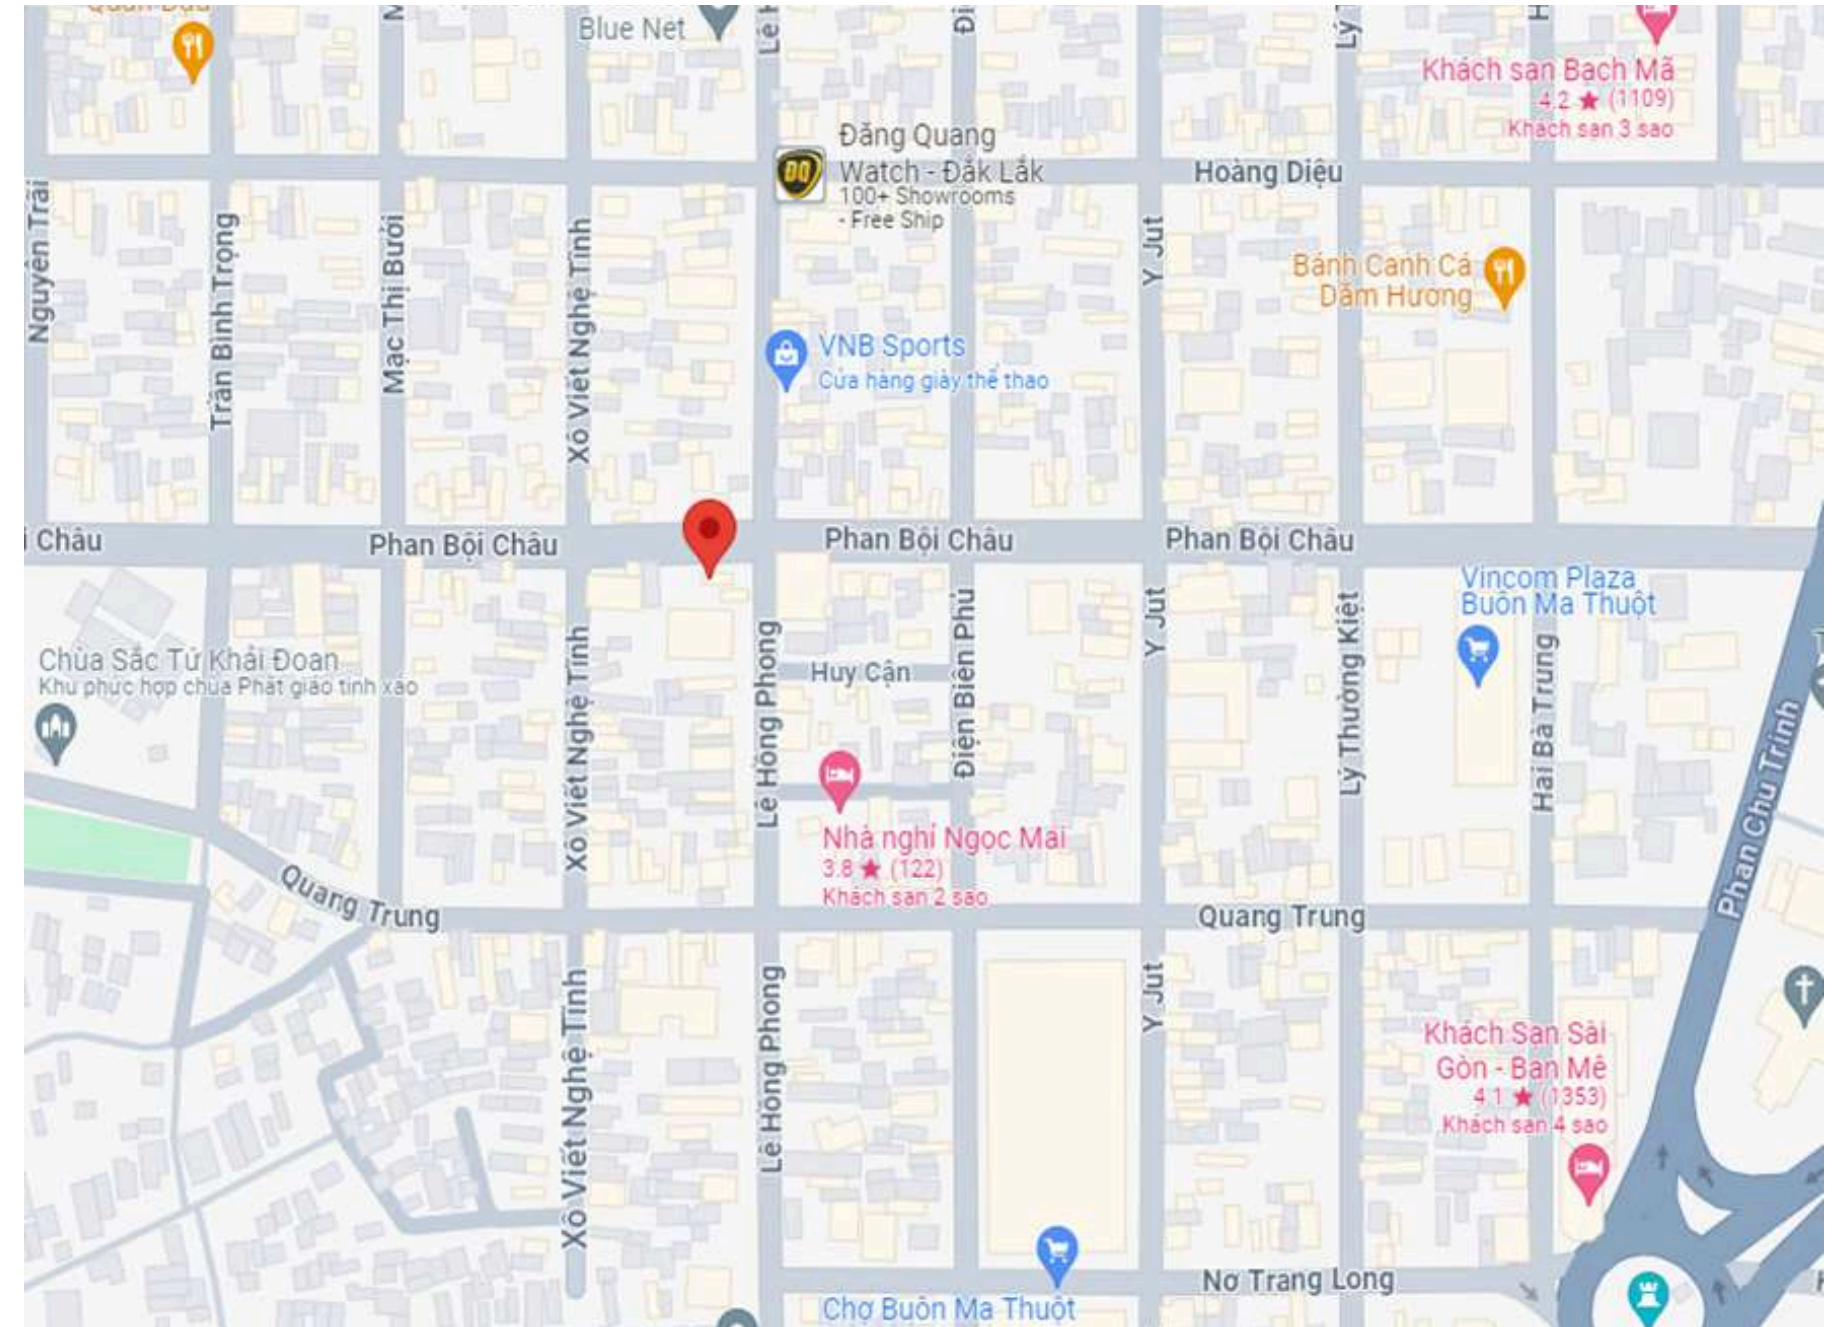 Blue Net
Khách sạn Bạch Mã
4.2 ★ (1109)
Khách sạn 3 sao
Đăng Quang
Watch - Đắk Lắk
100+ Showrooms
- Free Ship
ĐQ
Hoàng Diệu
Nguyễn Trãi
Trần Bình Trọng
Mạc Thị Bưởi
Xô Viết Nghệ Tĩnh
Y Jut
Bánh Canh Cá
Dầm Hương
VNB Sports
Cửa hàng giày thể thao
i Châu
Phan Bội Châu
Phan Bội Châu
Phan Bội Châu
Vincom Plaza
Buôn Ma Thuột
Chùa Sắc Tứ Khải Đoan
Khu phức hợp chùa Phật giáo tinh xảo
Xô Viết Nghệ Tĩnh
Lê Hồng Phong
Huy Cận
Điện Biên Phủ
Y Jut
Lý Thường Kiệt
Hai Bà Trưng
Phan Chu Trinh
Nhà nghỉ Ngọc Mai
3.8 ★ (122)
Khách sạn 2 sao
Quang Trung
Quang Trung
Xô Viết Nghệ Tĩnh
Lê Hồng Phong
Y Jut
Khách Sạn Sài
Gòn - Ban Mê
4.1 ★ (1353)
Khách sạn 4 sao
Nơ Trang Long
Chợ Buôn Ma Thuột